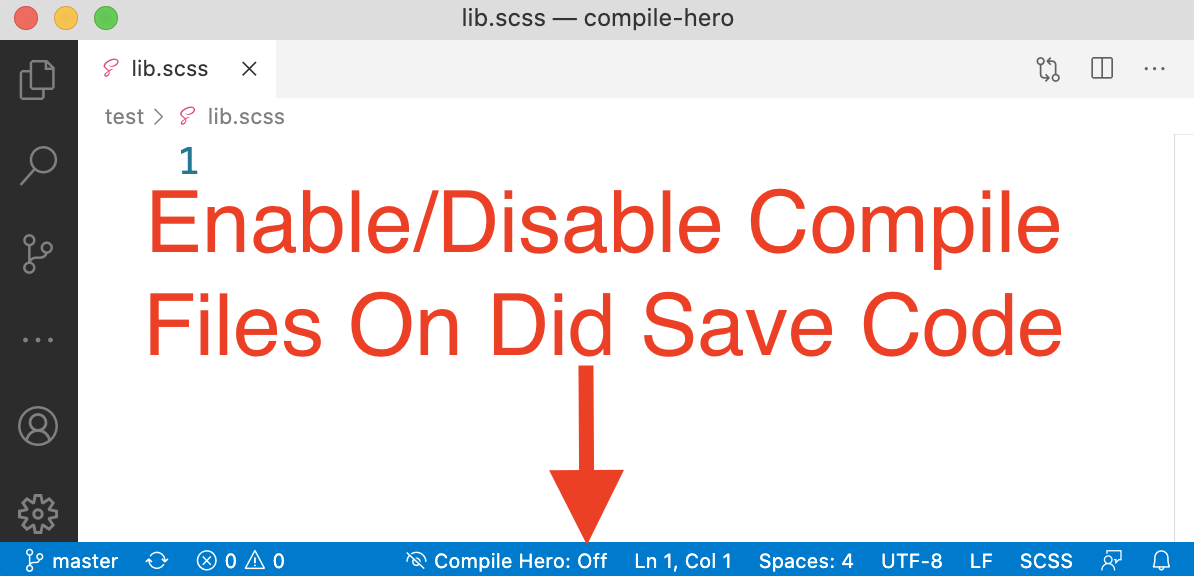 lib.scss — compile-hero
lib.scss
test > lib.scss
1
Enable/Disable Compile
Files On Did Save Code
master 0 0 Compile Hero: Off Ln 1, Col 1 Spaces: 4 UTF-8 LF SCSS